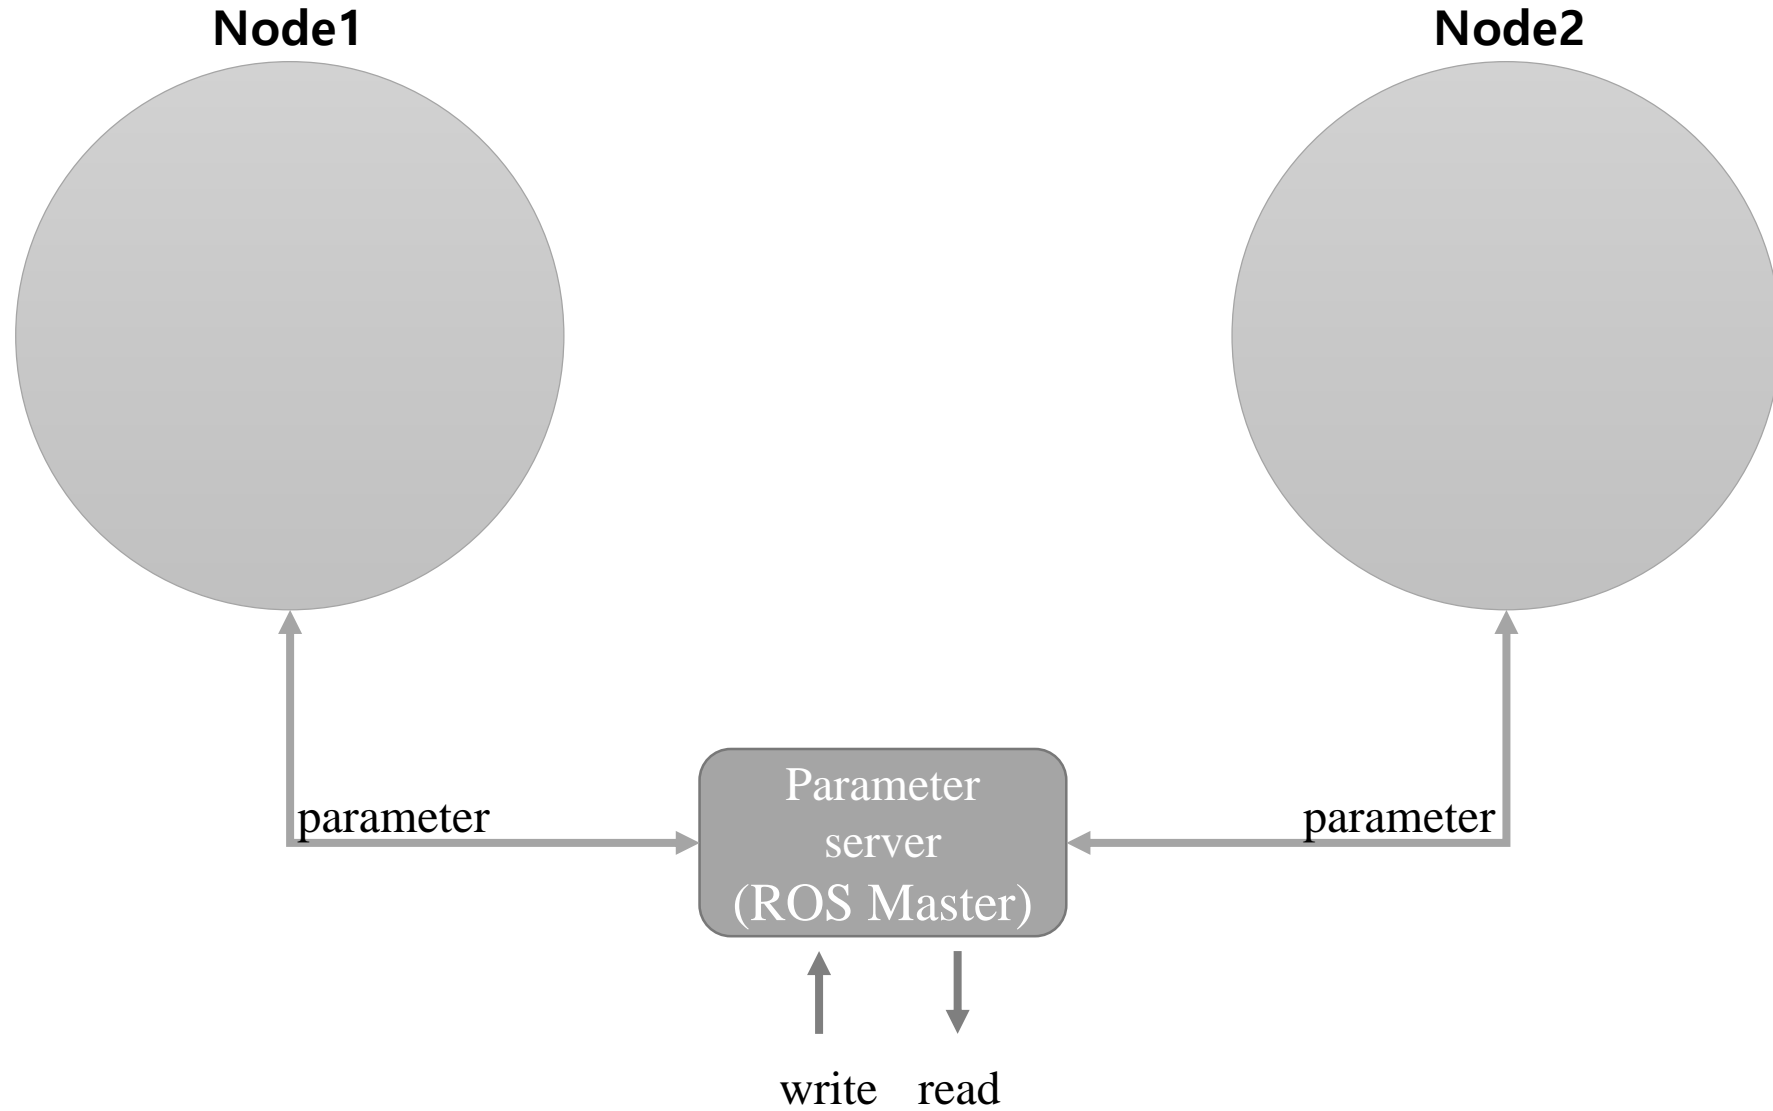 Node1
Node2
parameter
Parameter
server
(ROS Master)
parameter
write
read